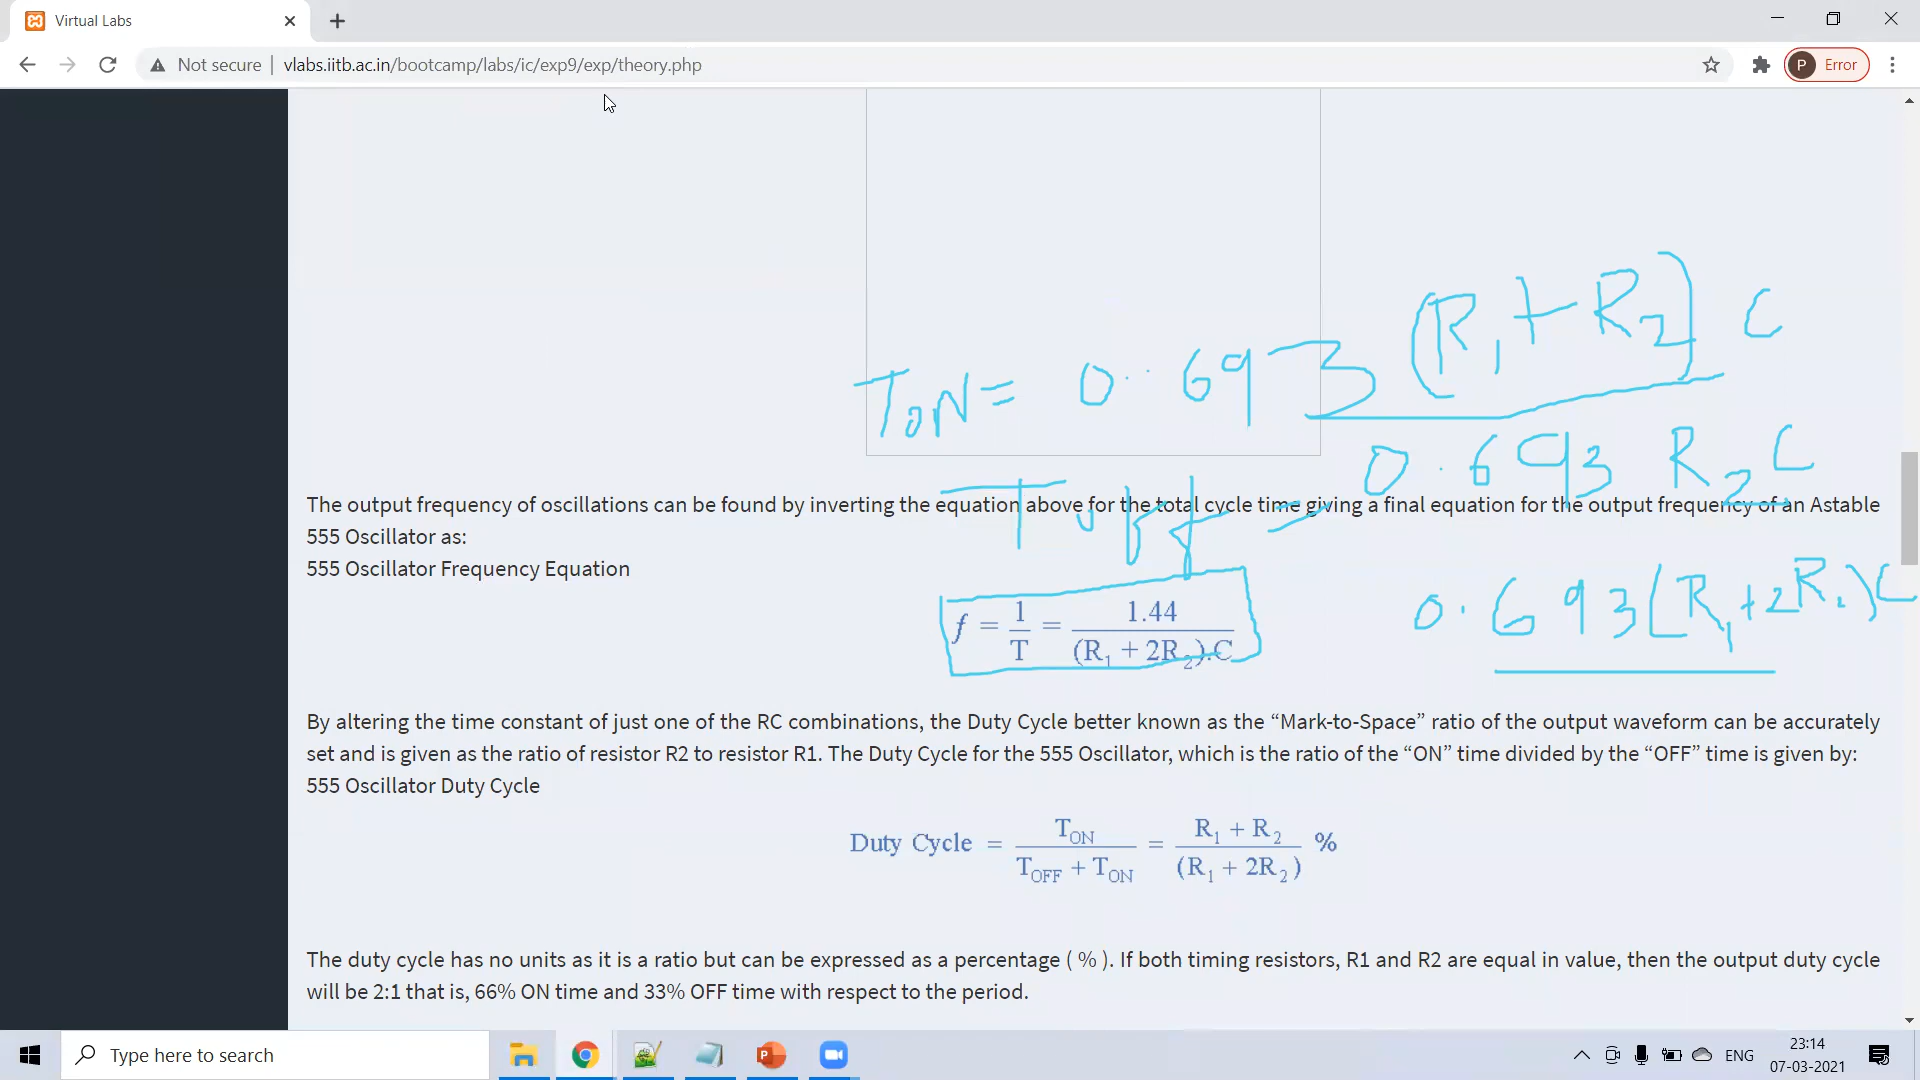 Virtual Labs
Not secure | vlabs.iitb.ac.in/bootcamp/labs/ic/exp9/exp/theory.php
P Error
(R1+R2) C
TON = 0.693
0.693 R2C
Toff =
The output frequency of oscillations can be found by inverting the equation above for the total cycle time giving a final equation for the output frequency of an Astable
555 Oscillator as:
555 Oscillator Frequency Equation
f = 1/T = 1.44/(R1 + 2R2).C
0.693(R1+2R2)C
By altering the time constant of just one of the RC combinations, the Duty Cycle better known as the “Mark-to-Space” ratio of the output waveform can be accurately
set and is given as the ratio of resistor R2 to resistor R1. The Duty Cycle for the 555 Oscillator, which is the ratio of the “ON” time divided by the “OFF” time is given by:
555 Oscillator Duty Cycle
Duty Cycle = TON/TOFF + TON = R1 + R2/(R1 + 2R2) %
The duty cycle has no units as it is a ratio but can be expressed as a percentage ( % ). If both timing resistors, R1 and R2 are equal in value, then the output duty cycle
will be 2:1 that is, 66% ON time and 33% OFF time with respect to the period.
Type here to search
ENG
23:14
07-03-2021